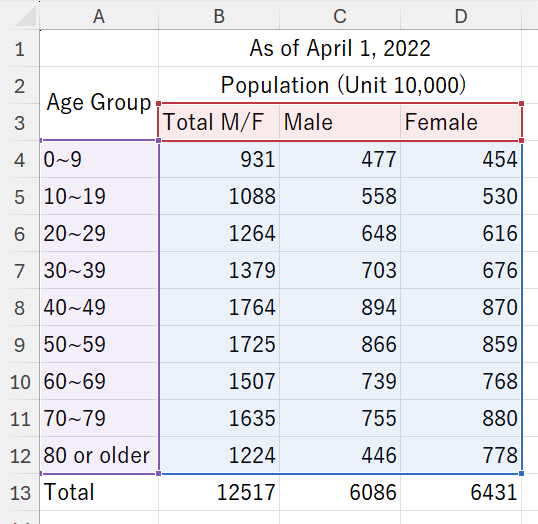 A B C D
1 As of April 1, 2022
2 Population (Unit 10,000)
Age Group
3 Total M/F Male Female
4 0~9 931 477 454
5 10~19 1088 558 530
6 20~29 1264 648 616
7 30~39 1379 703 676
8 40~49 1764 894 870
9 50~59 1725 866 859
10 60~69 1507 739 768
11 70~79 1635 755 880
12 80 or older 1224 446 778
13 Total 12517 6086 6431